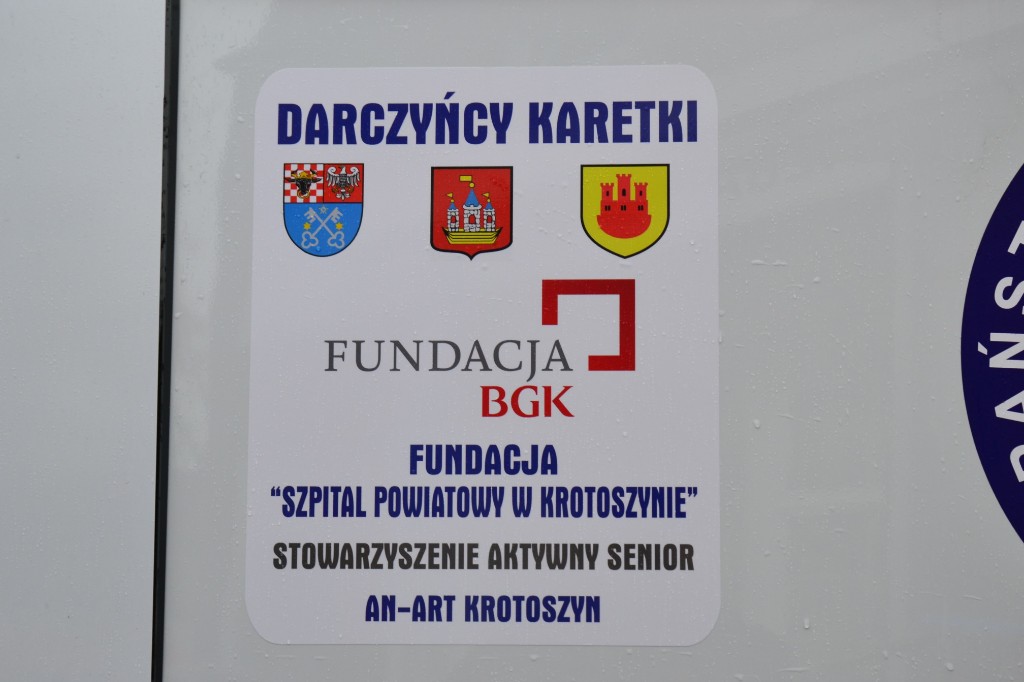 DARCZYŃCY KARETKI
FUNDACJA
BGK
FUNDACJA
“SZPITAL POWIATOWY W KROTOSZYNIE”
STOWARZYSZENIE AKTYWNY SENIOR
AN-ART KROTOSZYN